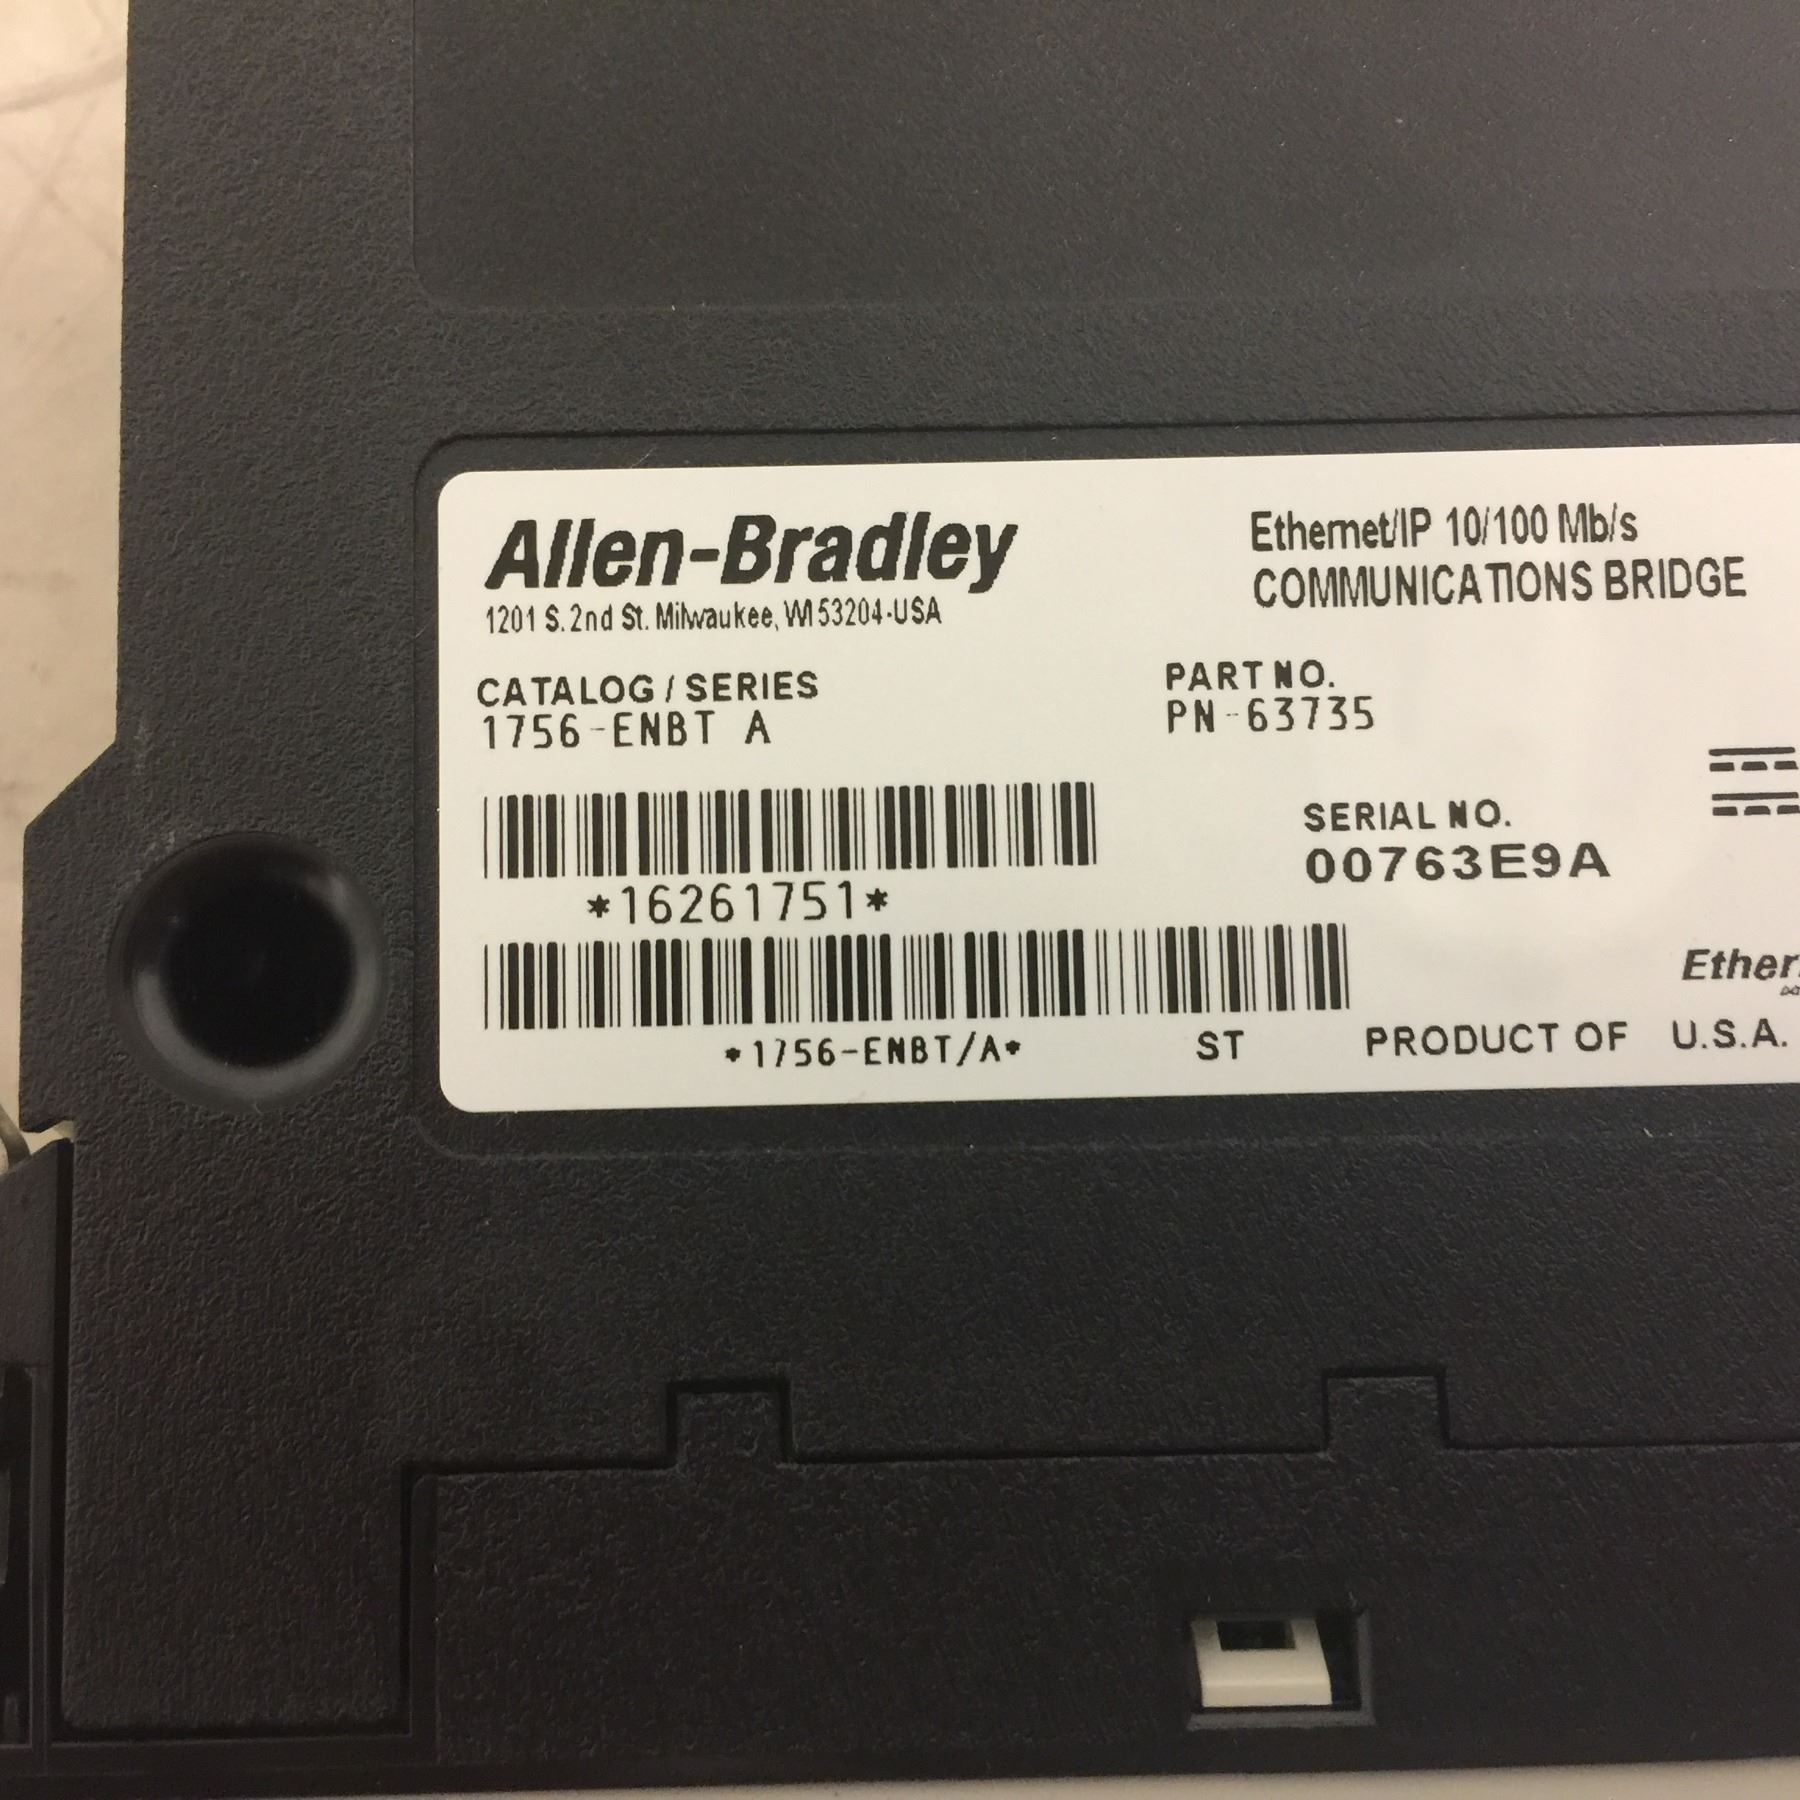 Allen-Bradley
1201 S. 2nd St. Milwaukee, WI 53204-USA
Ethernet/IP 10/100 Mb/s
COMMUNICATIONS BRIDGE
CATALOG / SERIES
1756-ENBT A
PART NO.
PN-63735
*16261751*
SERIAL NO.
00763E9A
Ether
*1756-ENBT/A*
ST
PRODUCT OF U.S.A.